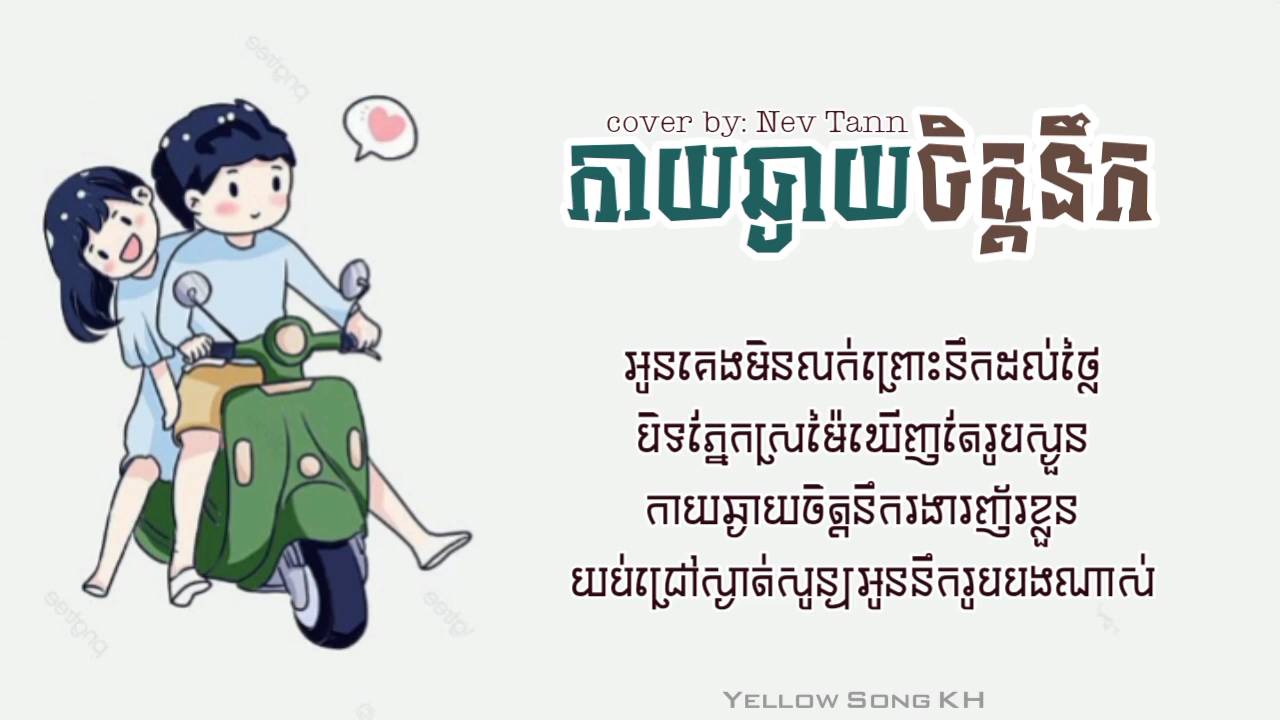 cover by: Nev Tann
កាយឆ្ងាយចិត្តនឹក
អូនគេងមិនលក់ព្រោះនឹកដល់ថ្លៃ
បិទភ្នែកស្រម៉ៃឃើញតែរូបស្ងួន
កាយឆ្ងាយចិត្តនឹករងារញ័រខ្លួន
យប់ជ្រៅស្ងាត់សូន្យអូននឹករូបបងណាស់
YELLOW SONG KH